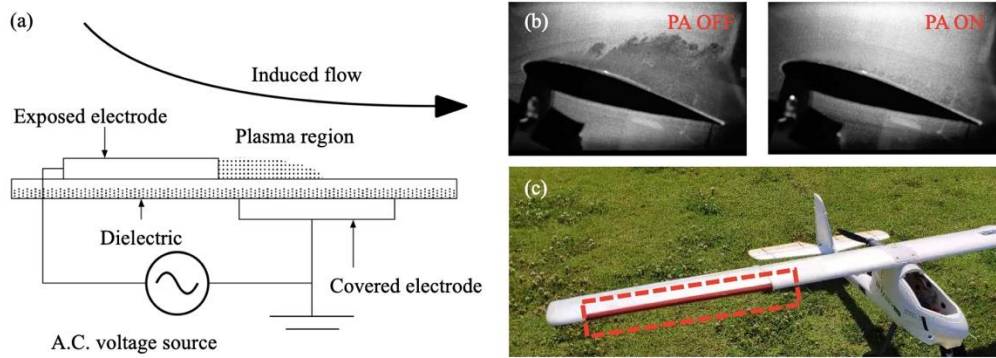 (a)
Induced flow
Exposed electrode
Plasma region
Dielectric
Covered electrode
A.C. voltage source
(b)
PA OFF
PA ON
(c)